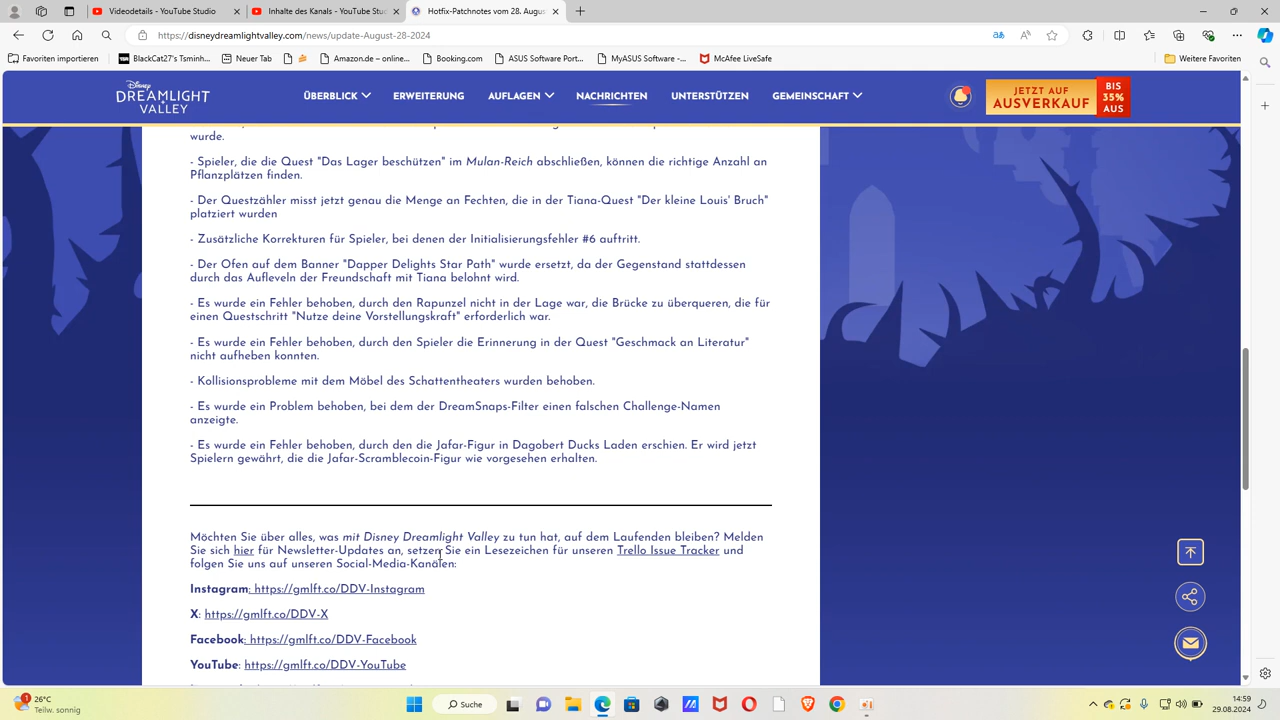 Videodetails - YouTube Studio
Inhalte des Kanals - YouTube Stu
Hotfix-Patchnotes vom 28. Augus
https://disneydreamlightvalley.com/news/update-August-28-2024
Favoriten importieren
BlackCat27's Tsminh...
Neuer Tab
Amazon.de – online...
Booking.com
ASUS Software Port...
MyASUS Software -...
McAfee LiveSafe
Weitere Favoriten
Disney
DREAMLIGHT
VALLEY
ÜBERBLICK
ERWEITERUNG
AUFLAGEN
NACHRICHTEN
UNTERSTÜTZEN
GEMEINSCHAFT
JETZT AUF
AUSVERKAUF
BIS
35%
AUS
wurde.
- Spieler, die die Quest "Das Lager beschützen" im Mulan-Reich abschließen, können die richtige Anzahl an
Pflanzplätzen finden.
- Der Questzähler misst jetzt genau die Menge an Fechten, die in der Tiana-Quest "Der kleine Louis' Bruch"
platziert wurden
- Zusätzliche Korrekturen für Spieler, bei denen der Initialisierungsfehler #6 auftritt.
- Der Ofen auf dem Banner "Dapper Delights Star Path" wurde ersetzt, da der Gegenstand stattdessen
durch das Aufleveln der Freundschaft mit Tiana belohnt wird.
- Es wurde ein Fehler behoben, durch den Rapunzel nicht in der Lage war, die Brücke zu überqueren, die für
einen Questschritt "Nutze deine Vorstellungskraft" erforderlich war.
- Es wurde ein Fehler behoben, durch den Spieler die Erinnerung in der Quest "Geschmack an Literatur"
nicht aufheben konnten.
- Kollisionsprobleme mit dem Möbel des Schattentheaters wurden behoben.
- Es wurde ein Problem behoben, bei dem der DreamSnaps-Filter einen falschen Challenge-Namen
anzeigte.
- Es wurde ein Fehler behoben, durch den die Jafar-Figur in Dagobert Ducks Laden erschien. Er wird jetzt
Spielern gewährt, die die Jafar-Scramblecoin-Figur wie vorgesehen erhalten.
Möchten Sie über alles, was mit Disney Dreamlight Valley zu tun hat, auf dem Laufenden bleiben? Melden
Sie sich hier für Newsletter-Updates an, setzen Sie ein Lesezeichen für unseren Trello Issue Tracker und
folgen Sie uns auf unseren Social-Media-Kanälen:
Instagram: https://gmlft.co/DDV-Instagram
X: https://gmlft.co/DDV-X
Facebook: https://gmlft.co/DDV-Facebook
YouTube: https://gmlft.co/DDV-YouTube
1
26°C
Teilw. sonnig
Suche
14:59
29.08.2024